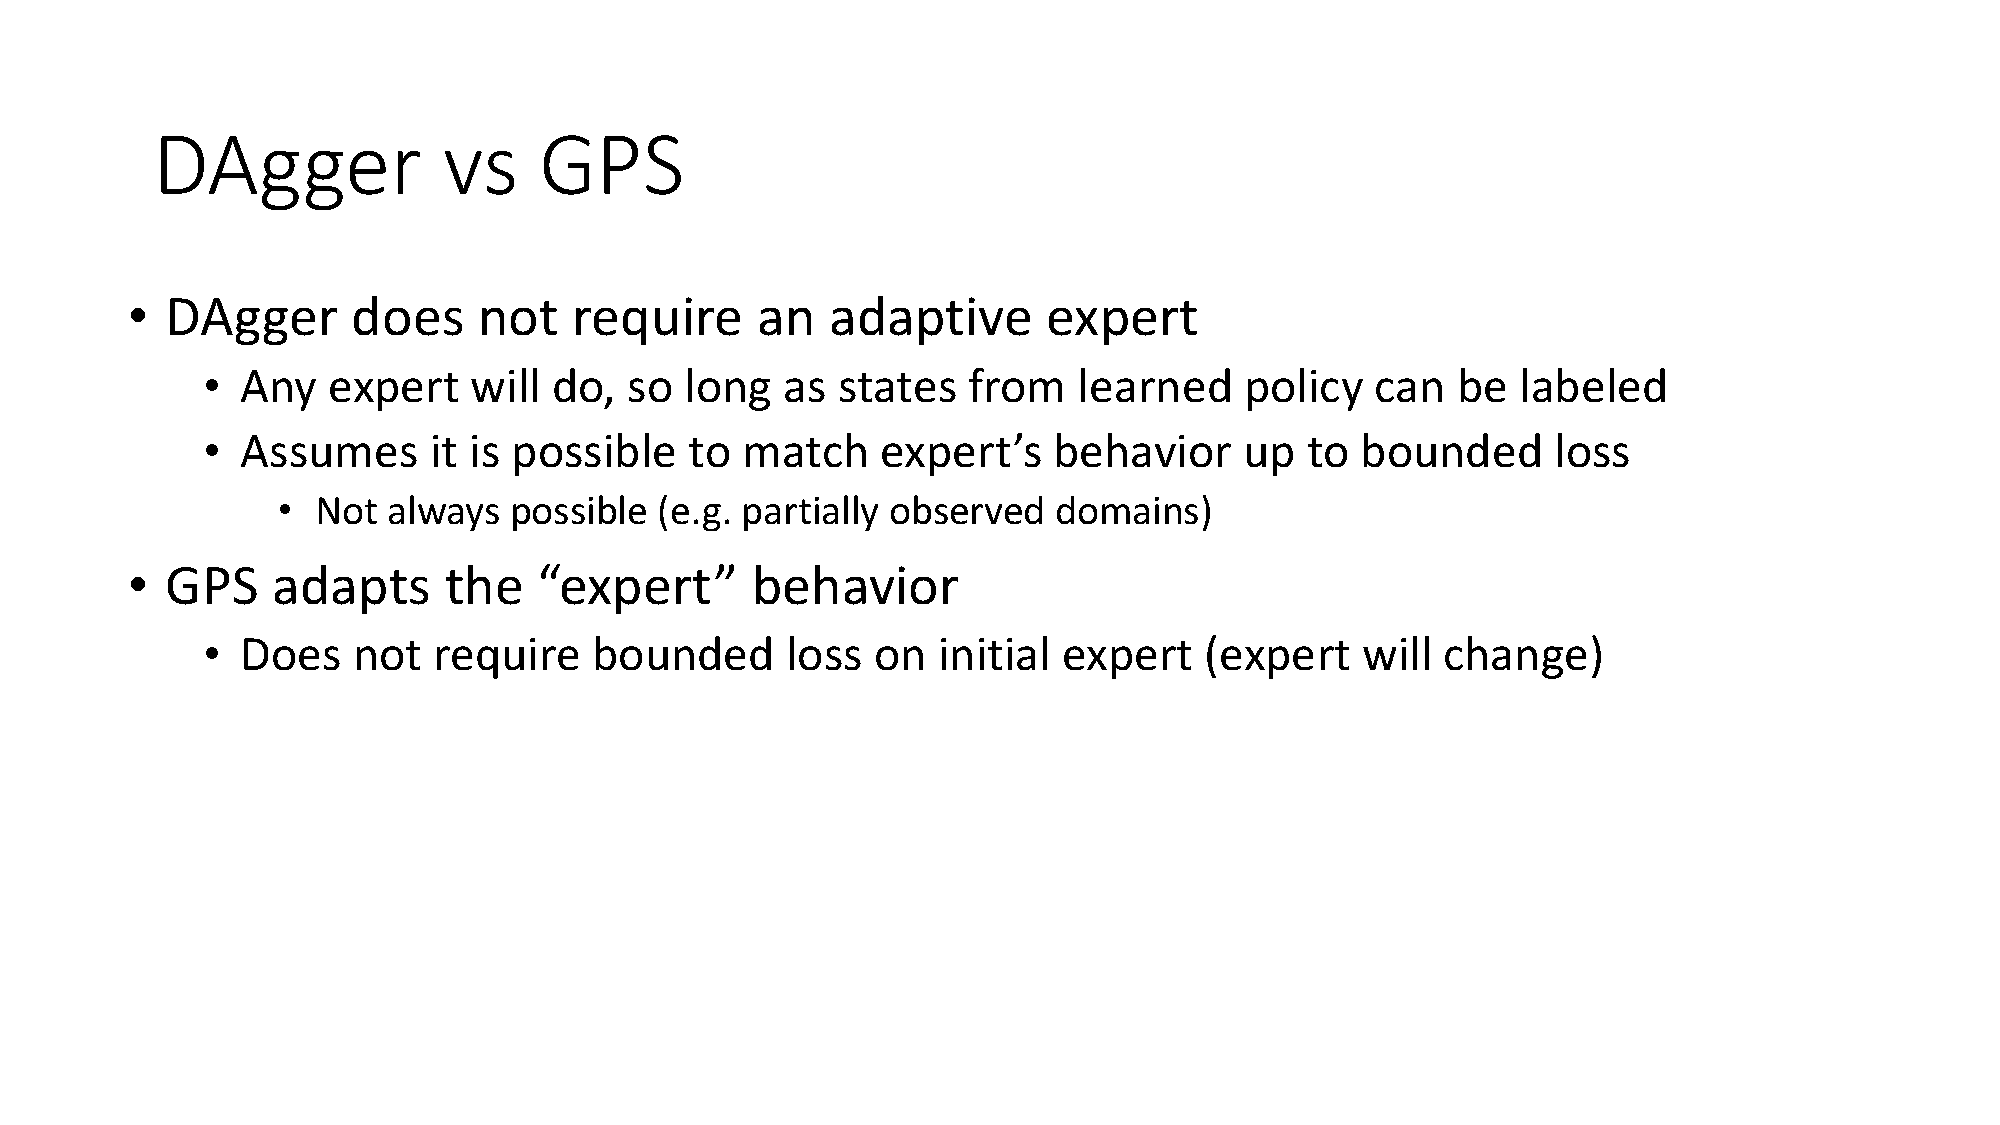 DAgger vs GPS
• DAgger does not require an adaptive expert
• Any expert will do, so long as states from learned policy can be labeled
• Assumes it is possible to match expert’s behavior up to bounded loss
• Not always possible (e.g. partially observed domains)
• GPS adapts the “expert” behavior
• Does not require bounded loss on initial expert (expert will change)